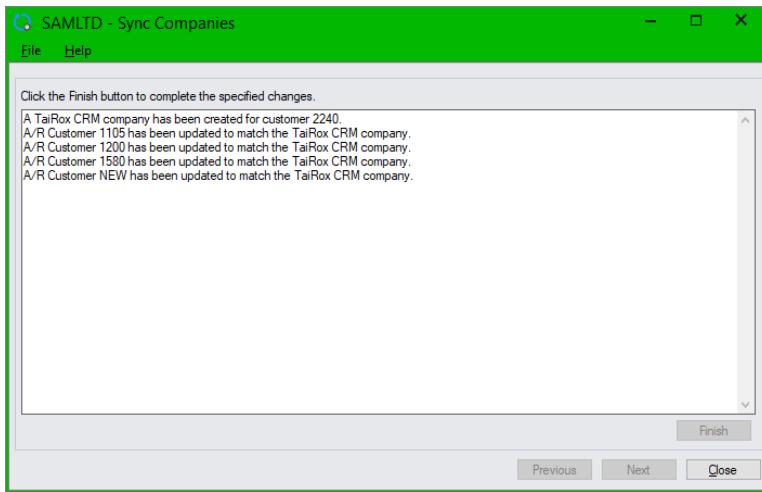 SAMLTD - Sync Companies
File Help
Click the Finish button to complete the specified changes.
A TaiRox CRM company has been created for customer 2240.
A/R Customer 1105 has been updated to match the TaiRox CRM company.
A/R Customer 1200 has been updated to match the TaiRox CRM company.
A/R Customer 1580 has been updated to match the TaiRox CRM company.
A/R Customer NEW has been updated to match the TaiRox CRM company.
Finish
Previous Next Close